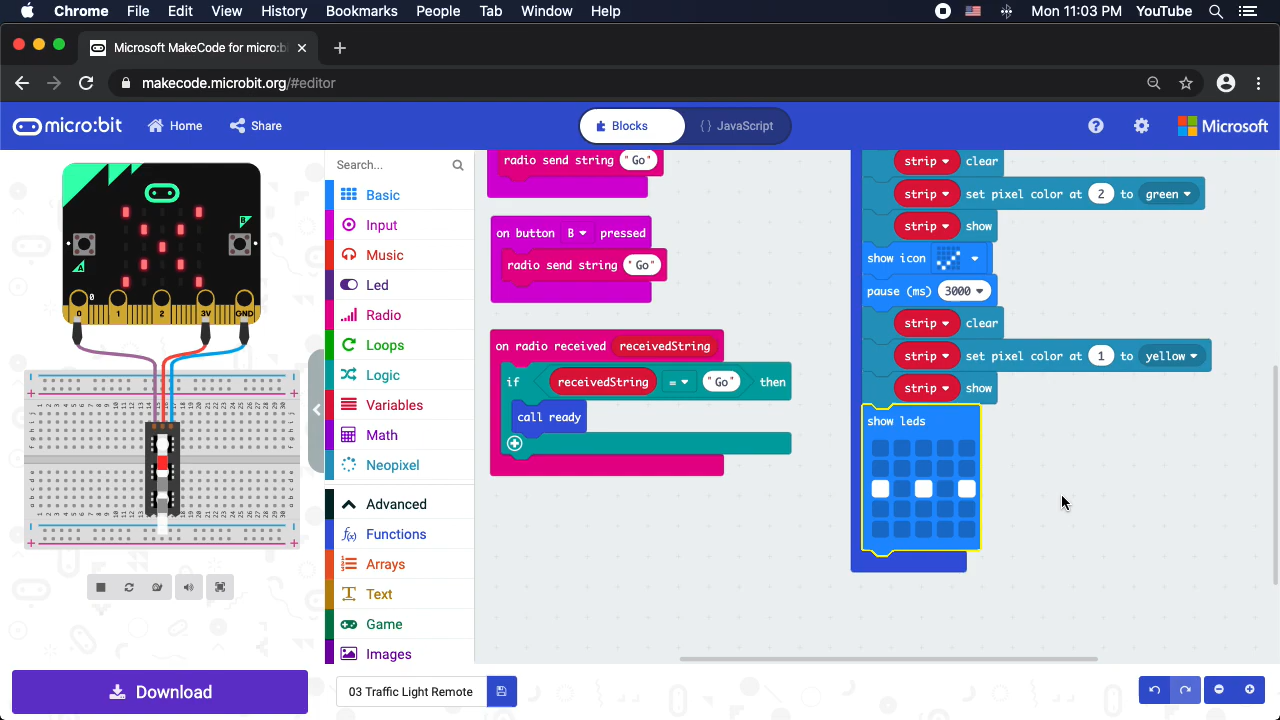 Chrome File Edit View History Bookmarks People Tab Window Help Mon 11:03 PM YouTube
Microsoft MakeCode for micro:b
makecode.microbit.org/#editor
micro:bit Home Share Blocks JavaScript Microsoft
Search...
Basic
Input
Music
Led
Radio
Loops
Logic
Variables
Math
Neopixel
Advanced
Functions
Arrays
Text
Game
Images
radio send string "Go"
on button B pressed
radio send string "Go"
on radio received receivedString
if receivedString = "Go" then
call ready
strip clear
strip set pixel color at 2 to green
strip show
show icon
pause (ms) 3000
strip clear
strip set pixel color at 1 to yellow
strip show
show leds
0 1 2 3V GND
Download
03 Traffic Light Remote